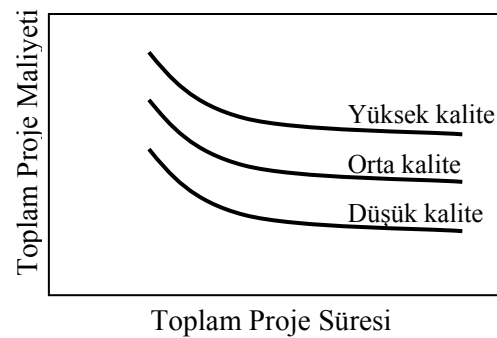 Toplam Proje Maliyeti
Yüksek kalite
Orta kalite
Düşük kalite
Toplam Proje Süresi